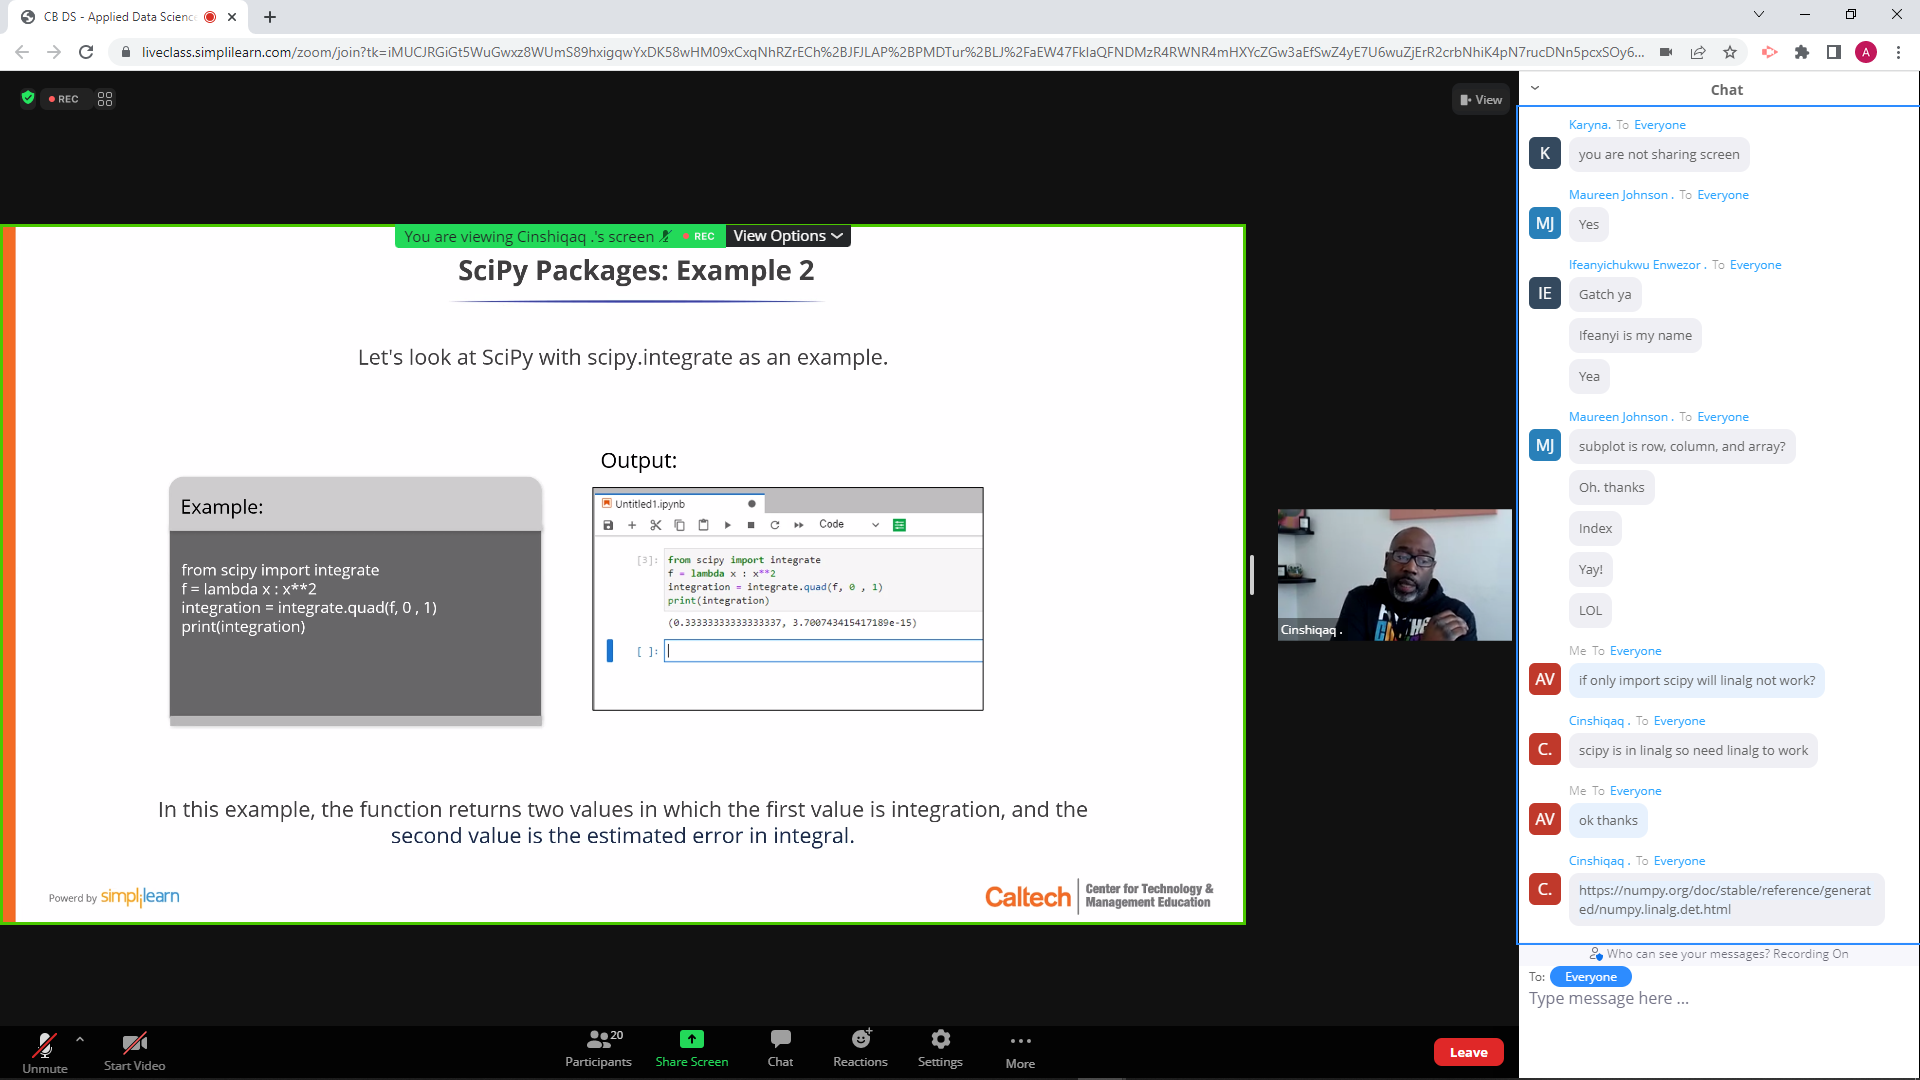 CB DS - Applied Data Scienc
liveclass.simplilearn.com/zoom/join?tk=iMUCJRGiGt5WuGwxz8WUmS89hxigqwYxDK58wHM09xCxqNhRZrECh%2BJFJLAP%2BPMDTur%2BLJ%2FaEW47FklaQFNDMzR4RWNR4mHXYcZGw3aEfSwZ4yE7U6wuZjErR2crbNhiK4pN7rucDNn5pcxSOy6...
A
REC
View
You are viewing Cinshiqaq .'s screen
REC
View Options
SciPy Packages: Example 2
Let's look at SciPy with scipy.integrate as an example.
Example:
from scipy import integrate
f = lambda x : x**2
integration = integrate.quad(f, 0 , 1)
print(integration)
Output:
Untitled1.ipynb
Code
[3]:
from scipy import integrate
f = lambda x : x**2
integration = integrate.quad(f, 0 , 1)
print(integration)
(0.33333333333333337, 3.700743415417189e-15)
[ ]:
In this example, the function returns two values in which the first value is integration, and the
second value is the estimated error in integral.
Powered by simplilearn
Caltech
Center for Technology &
Management Education
Cinshiqaq .
Chat
Karyna. To Everyone
K
you are not sharing screen
Maureen Johnson . To Everyone
MJ
Yes
Ifeanyichukwu Enwezor . To Everyone
IE
Gatch ya
Ifeanyi is my name
Yea
Maureen Johnson . To Everyone
MJ
subplot is row, column, and array?
Oh. thanks
Index
Yay!
LOL
Me To Everyone
AV
if only import scipy will linalg not work?
Cinshiqaq . To Everyone
C.
scipy is in linalg so need linalg to work
Me To Everyone
AV
ok thanks
Cinshiqaq . To Everyone
C.
https://numpy.org/doc/stable/reference/generat
ed/numpy.linalg.det.html
Who can see your messages? Recording On
To: Everyone
Type message here ...
Unmute
Start Video
Participants
20
Share Screen
Chat
Reactions
Settings
More
Leave